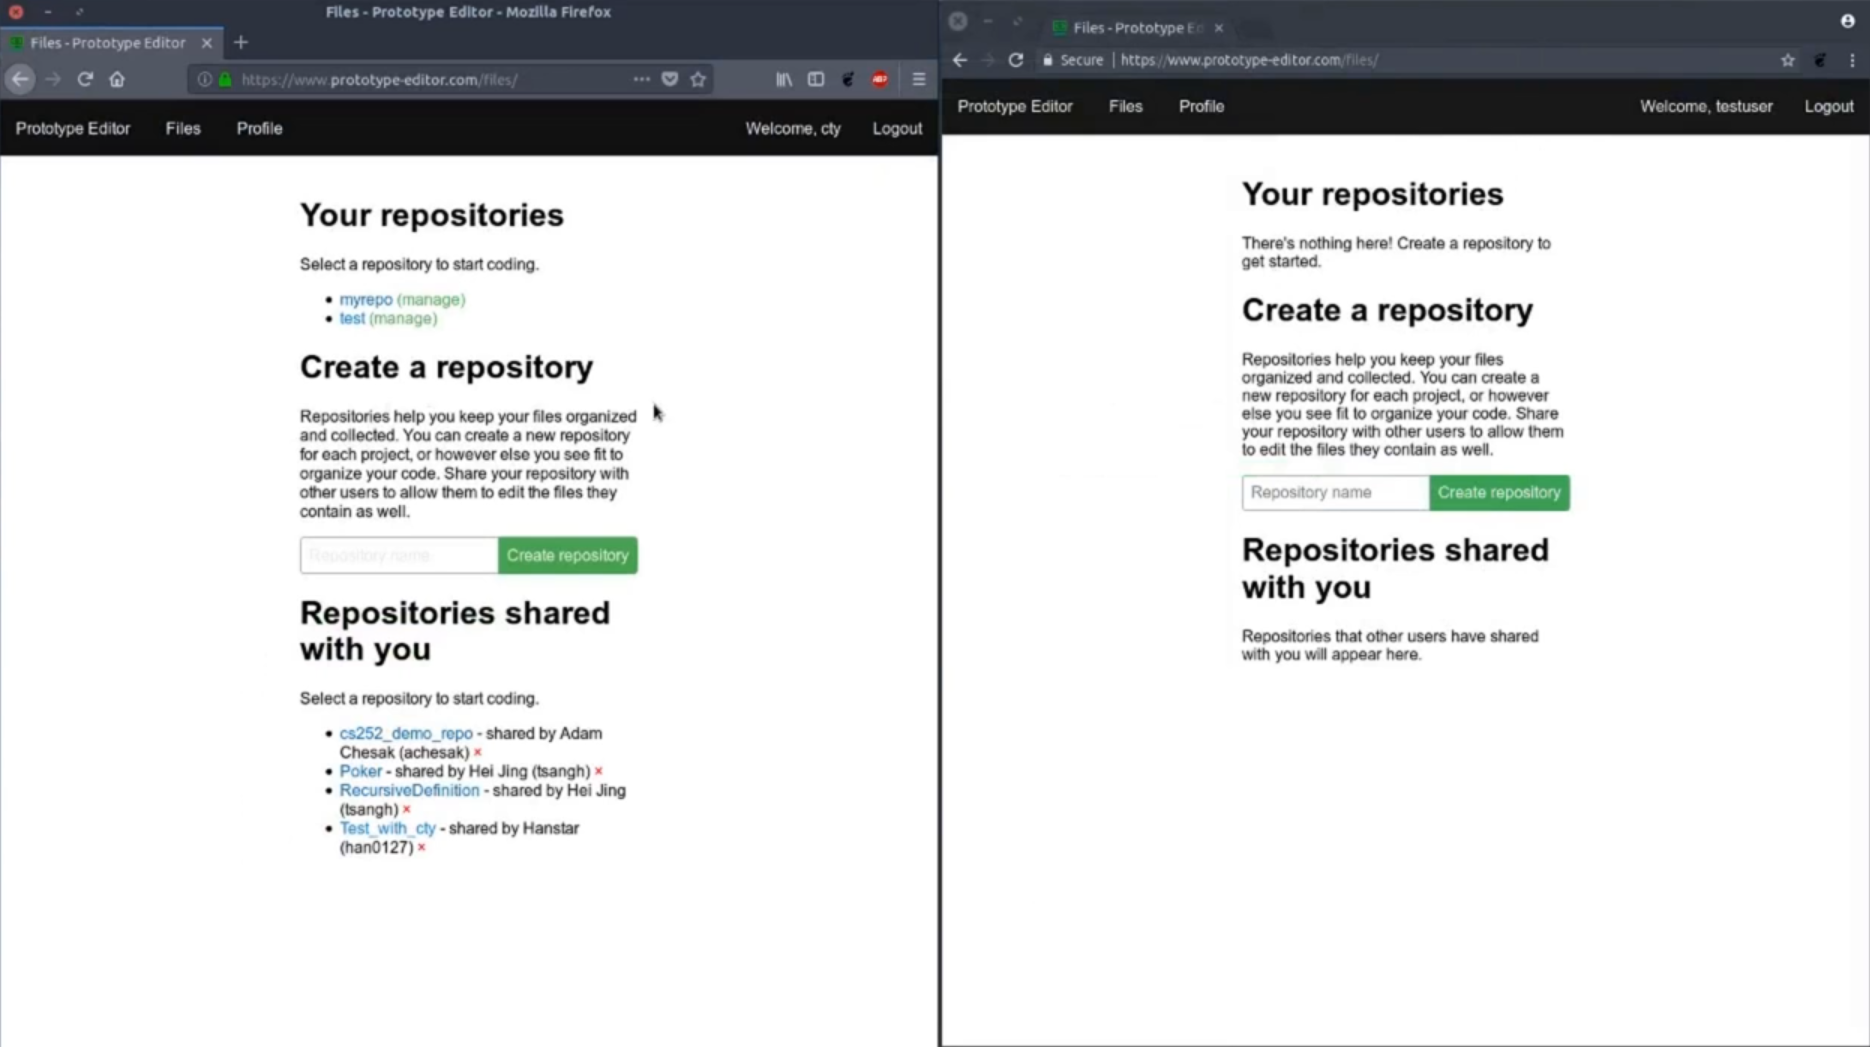 Files - Prototype Editor - Mozilla Firefox
Files - Prototype Editor
https://www.prototype-editor.com/files/
ABP
Prototype Editor Files Profile Welcome, cty Logout
Your repositories
Select a repository to start coding.
myrepo (manage)
test (manage)
Create a repository
Repositories help you keep your files organized
and collected. You can create a new repository
for each project, or however else you see fit to
organize your code. Share your repository with
other users to allow them to edit the files they
contain as well.
Repository name Create repository
Repositories shared
with you
Select a repository to start coding.
cs252_demo_repo - shared by Adam
Chesak (achesak) ×
Poker - shared by Hei Jing (tsangh) ×
RecursiveDefinition - shared by Hei Jing
(tsangh) ×
Test_with_cty - shared by Hanstar
(han0127) ×
Files - Prototype Ed
Secure | https://www.prototype-editor.com/files/
Prototype Editor Files Profile Welcome, testuser Logout
Your repositories
There's nothing here! Create a repository to
get started.
Create a repository
Repositories help you keep your files
organized and collected. You can create a
new repository for each project, or however
else you see fit to organize your code. Share
your repository with other users to allow them
to edit the files they contain as well.
Repository name Create repository
Repositories shared
with you
Repositories that other users have shared
with you will appear here.